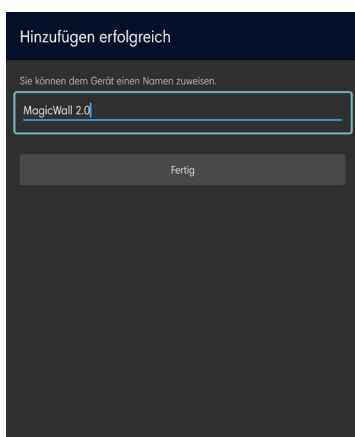 Hinzufügen erfolgreich
Sie können dem Gerät einen Namen zuweisen.
MagicWall 2.0
Fertig